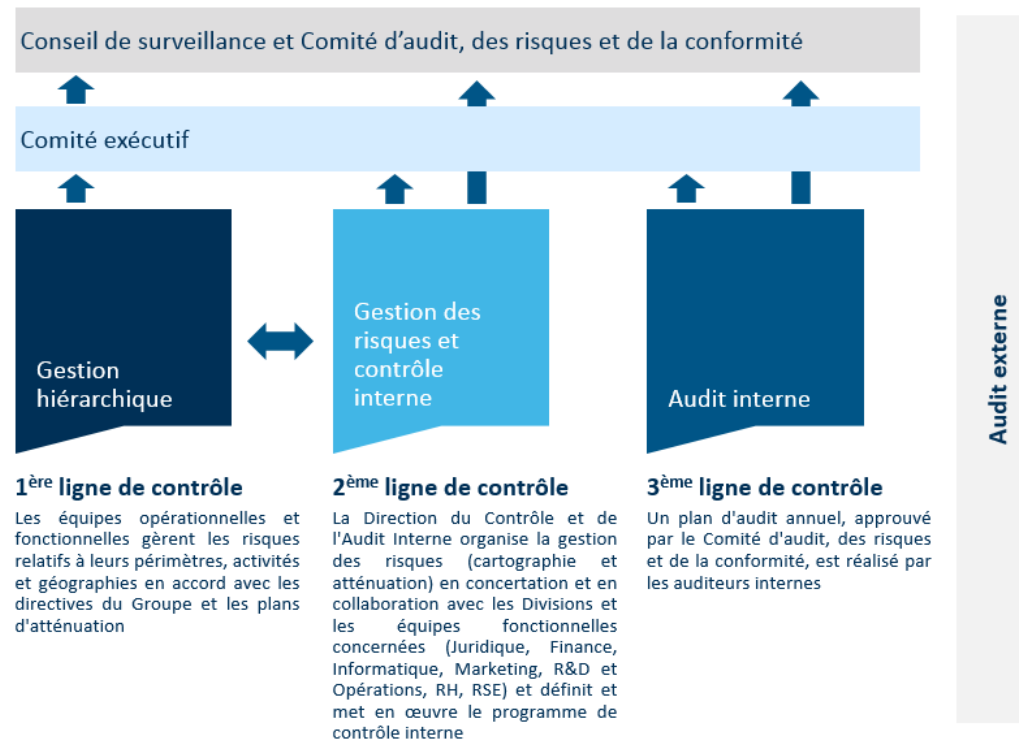 Conseil de surveillance et Comité d'audit, des risques et de la conformité
Comité exécutif
Gestion
hiérarchique
Gestion des
risques et
contrôle
interne
Audit interne
Audit externe
1ère ligne de contrôle
Les équipes opérationnelles et
fonctionnelles gèrent les risques
relatifs à leurs périmètres, activités
et géographies en accord avec les
directives du Groupe et les plans
d'atténuation
2ème ligne de contrôle
La Direction du Contrôle et de
l'Audit Interne organise la gestion
des risques (cartographie et
atténuation) en concertation et en
collaboration avec les Divisions et
les équipes fonctionnelles
concernées (Juridique, Finance,
Informatique, Marketing, R&D et
Opérations, RH, RSE) et définit et
met en œuvre le programme de
contrôle interne
3ème ligne de contrôle
Un plan d'audit annuel, approuvé
par le Comité d'audit, des risques
et de la conformité, est réalisé par
les auditeurs internes